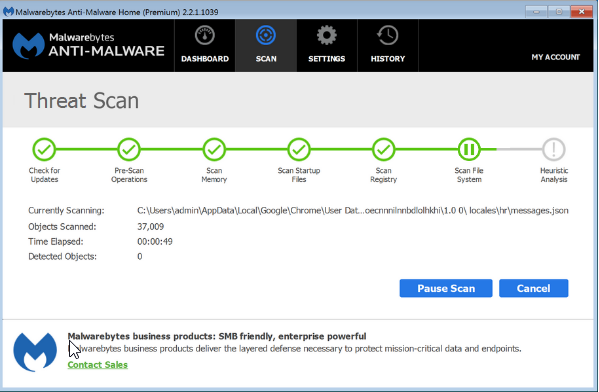 Malwarebytes Anti-Malware Home (Premium) 2.2.1.1039
Malwarebytes
ANTI-MALWARE
DASHBOARD
SCAN
SETTINGS
HISTORY
MY ACCOUNT
Threat Scan
Check for
Updates
Pre-Scan
Operations
Scan
Memory
Scan Startup
Files
Scan
Registry
Scan File
System
Heuristic
Analysis
Currently Scanning: C:\Users\admin\AppData\Local\Google\Chrome\User Dat...oecnnnilnnbdlolhkhi\1.0 0\ locales\hr\messages.json
Objects Scanned: 37,009
Time Elapsed: 00:00:49
Detected Objects: 0
Pause Scan
Cancel
Malwarebytes business products: SMB friendly, enterprise powerful
Malwarebytes business products deliver the layered defense necessary to protect mission-critical data and endpoints.
Contact Sales